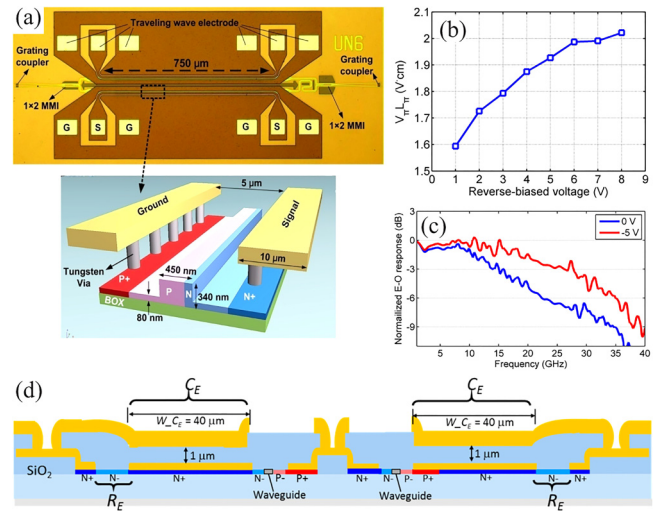 (a)
Traveling wave electrode
UN6
Grating
coupler
Grating
coupler
750 µm
1×2 MMI
1×2 MMI
G
S
G
G
S
G
5 µm
Ground
Signal
10 µm
Tungsten
Via
P+
450 nm
P
N
340 nm
N+
BOX
80 nm
(b)
VπLπ (V·cm)
2.1
2
1.9
1.8
1.7
1.6
1.5
0 1 2 3 4 5 6 7 8 9
Reverse-biased voltage (V)
(c)
0 V
-5 V
Normailized E-O response (dB)
3
0
-3
-6
-9
5 10 15 20 25 30 35 40
Frequency (GHz)
(d)
CE
CE
W_CE = 40 µm
W_CE = 40 µm
1 µm
1 µm
SiO2
N+ N- N+ N- P- P+ N+ N- P- P+ N+ N- N+
Waveguide
Waveguide
RE
RE